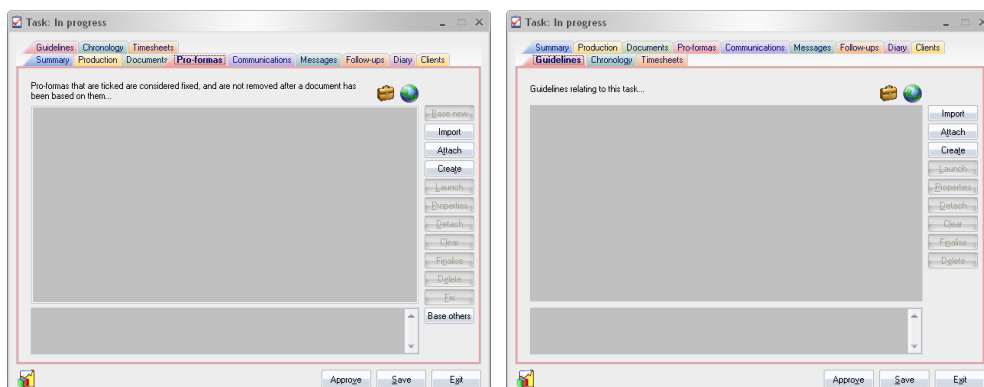 Task: In progress
Guidelines Chronology Timesheets
Summary Production Documents Pro-formas Communications Messages Follow-ups Diary Clients
Pro-formas that are ticked are considered fixed, and are not removed after a document has
been based on them...
Base new
Import
Attach
Create
Launch
Properties
Detach
Clear
Finalise
Delete
Fix
Base others
Approve Save Exit
Task: In progress
Summary Production Documents Pro-formas Communications Messages Follow-ups Diary Clients
Guidelines Chronology Timesheets
Guidelines relating to this task...
Import
Attach
Create
Launch
Properties
Detach
Clear
Finalise
Delete
Approve Save Exit